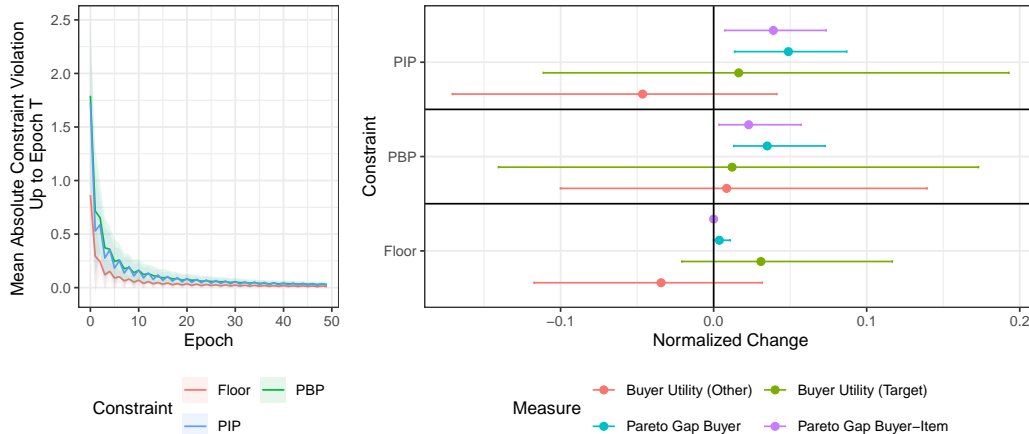 Mean Absolute Constraint Violation
Up to Epoch T
2.5
2.0
1.5
1.0
0.5
0.0
0 10 20 30 40 50
Epoch
Constraint
Floor
PBP
PIP
Constraint
PIP
PBP
Floor
−0.1 0.0 0.1 0.2
Normalized Change
Measure
Buyer Utility (Other)
Buyer Utility (Target)
Pareto Gap Buyer
Pareto Gap Buyer−Item